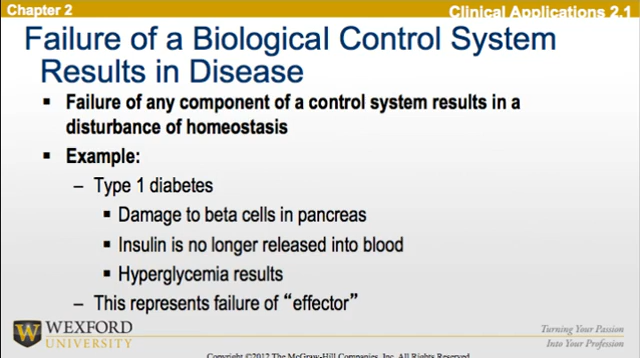 Chapter 2
Clinical Applications 2.1
Failure of a Biological Control System
Results in Disease
▪ Failure of any component of a control system results in a
disturbance of homeostasis
▪ Example:
– Type 1 diabetes
▪ Damage to beta cells in pancreas
▪ Insulin is no longer released into blood
▪ Hyperglycemia results
– This represents failure of “effector”
W WEXFORD
UNIVERSITY
Turning Your Passion
Into Your Profession
Copyright ©2012 The McGraw-Hill Companies, Inc. All Rights Reserved.